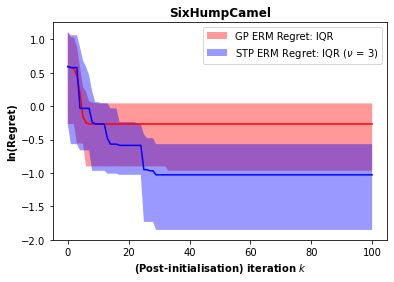 SixHumpCamel
GP ERM Regret: IQR
STP ERM Regret: IQR (ν = 3)
ln(Regret)
1.0
0.5
0.0
−0.5
−1.0
−1.5
−2.0
0 20 40 60 80 100
(Post-initialisation) iteration k